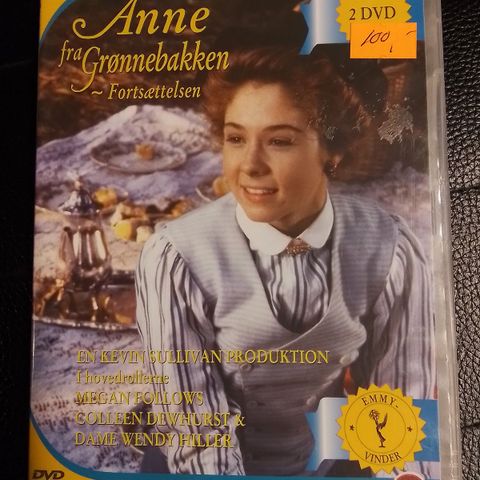 Anne
fra Grønnebakken
~ Fortsættelsen
2 DVD
100,-
EN KEVIN SULLIVAN PRODUKTION
I hovedrollerne
MEGAN FOLLOWS
COLLEEN DEWHURST &
DAME WENDY HILLER
EMMY-
VINDER
DVD